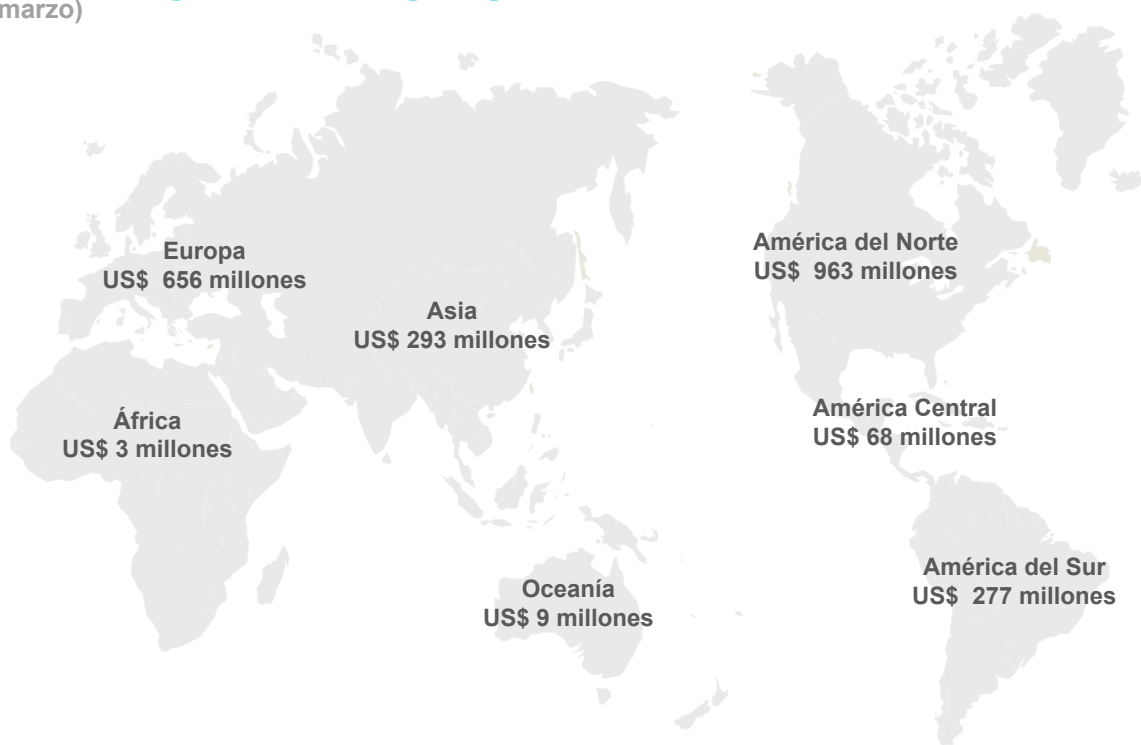 marzo)
Europa
US$  656 millones
América del Norte
US$  963 millones
Asia
US$ 293 millones
África
US$ 3 millones
América Central
US$ 68 millones
América del Sur
US$  277 millones
Oceanía
US$ 9 millones